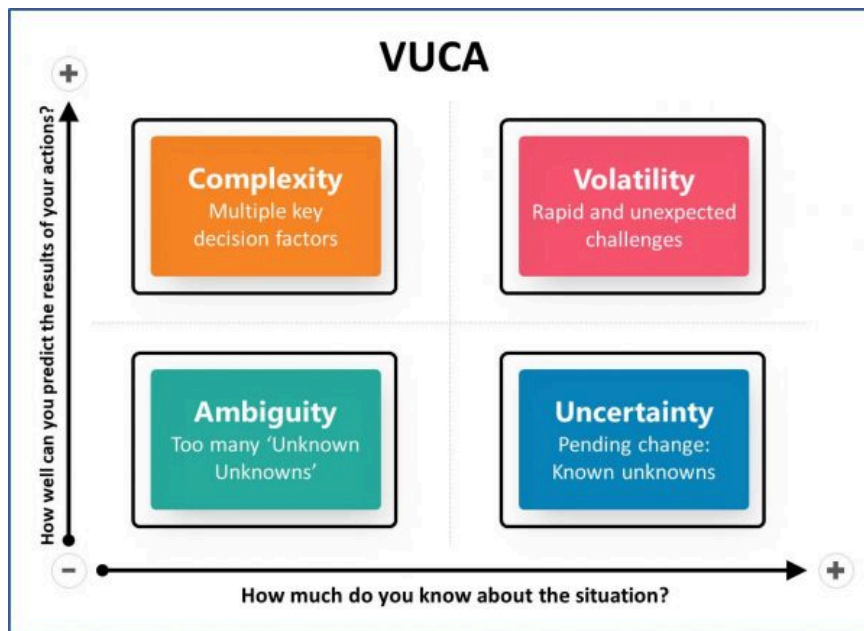 VUCA
How well can you predict the results of your actions?
Complexity
Multiple key
decision factors
Volatility
Rapid and unexpected
challenges
Ambiguity
Too many ‘Unknown
Unknowns’
Uncertainty
Pending change:
Known unknowns
How much do you know about the situation?